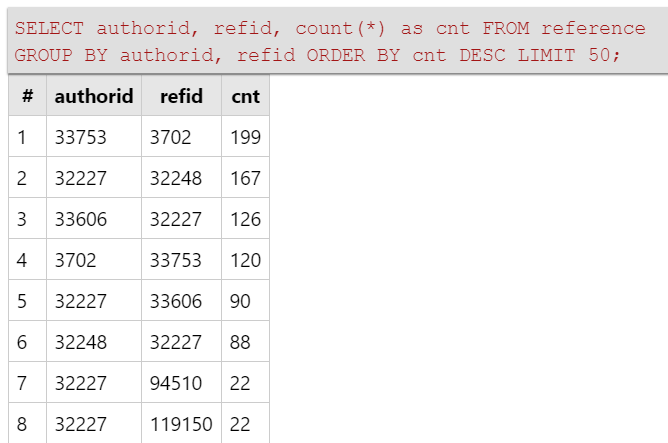 SELECT authorid, refid, count(*) as cnt FROM reference
GROUP BY authorid, refid ORDER BY cnt DESC LIMIT 50;
# authorid refid cnt
1 33753 3702 199
2 32227 32248 167
3 33606 32227 126
4 3702 33753 120
5 32227 33606 90
6 32248 32227 88
7 32227 94510 22
8 32227 119150 22